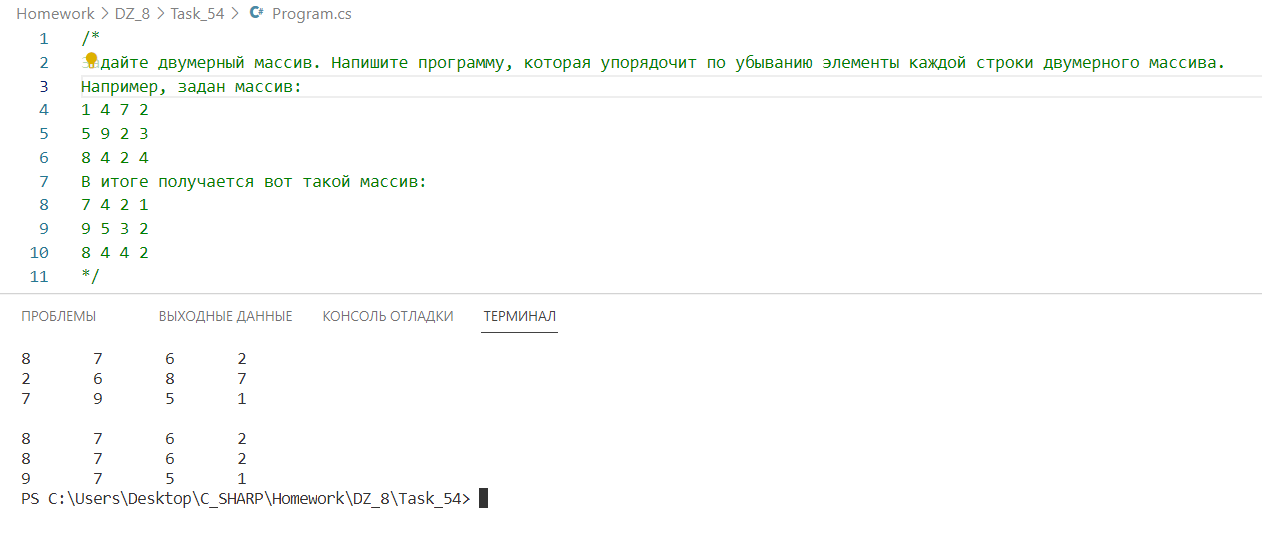 Homework > DZ_8 > Task_54 > C# Program.cs
1 /*
2 дайте двумерный массив. Напишите программу, которая упорядочит по убыванию элементы каждой строки двумерного массива.
3 Например, задан массив:
4 1 4 7 2
5 5 9 2 3
6 8 4 2 4
7 В итоге получается вот такой массив:
8 7 4 2 1
9 9 5 3 2
10 8 4 4 2
11 */
ПРОБЛЕМЫ ВЫХОДНЫЕ ДАННЫЕ КОНСОЛЬ ОТЛАДКИ ТЕРМИНАЛ
8 7 6 2
2 6 8 7
7 9 5 1
8 7 6 2
8 7 6 2
9 7 5 1
PS C:\Users\Desktop\C_SHARP\Homework\DZ_8\Task_54>